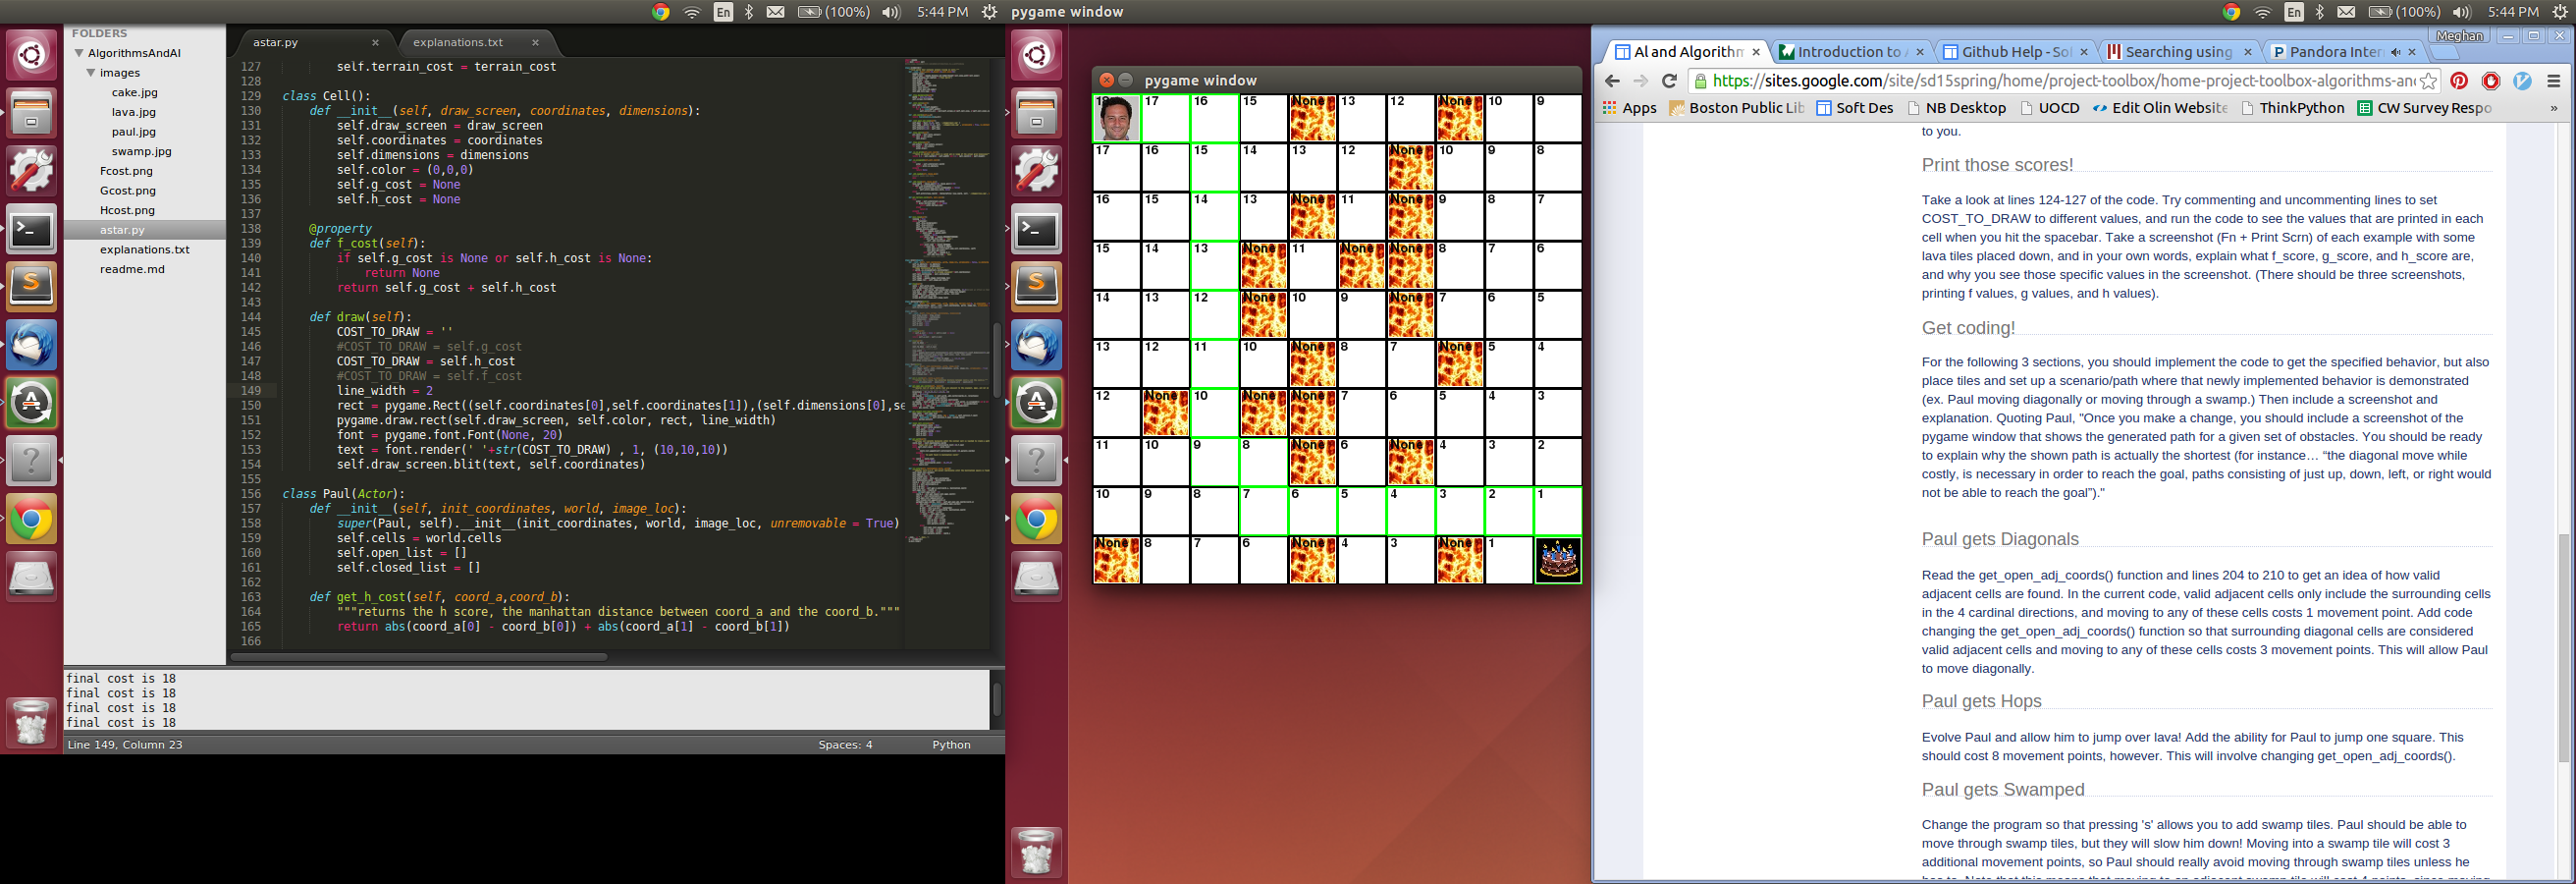 En (100%) 5:44 PM pygame window
En (100%) 5:44 PM
FOLDERS
AlgorithmsAndAI
images
cake.jpg
lava.jpg
paul.jpg
swamp.jpg
Fcost.png
Gcost.png
Hcost.png
astar.py
explanations.txt
readme.md
astar.py × explanations.txt ×
127 self.terrain_cost = terrain_cost
128
129 class Cell():
130 def __init__(self, draw_screen, coordinates, dimensions):
131 self.draw_screen = draw_screen
132 self.coordinates = coordinates
133 self.dimensions = dimensions
134 self.color = (0,0,0)
135 self.g_cost = None
136 self.h_cost = None
137
138 @property
139 def f_cost(self):
140 if self.g_cost is None or self.h_cost is None:
141 return None
142 return self.g_cost + self.h_cost
143
144 def draw(self):
145 COST_TO_DRAW = ''
146 #COST_TO_DRAW = self.g_cost
147 COST_TO_DRAW = self.h_cost
148 #COST_TO_DRAW = self.f_cost
149 line_width = 2
150 rect = pygame.Rect((self.coordinates[0],self.coordinates[1]),(self.dimensions[0],se
151 pygame.draw.rect(self.draw_screen, self.color, rect, line_width)
152 font = pygame.font.Font(None, 20)
153 text = font.render(' '+str(COST_TO_DRAW) , 1, (10,10,10))
154 self.draw_screen.blit(text, self.coordinates)
155
156 class Paul(Actor):
157 def __init__(self, init_coordinates, world, image_loc):
158 super(Paul, self).__init__(init_coordinates, world, image_loc, unremovable = True)
159 self.cells = world.cells
160 self.open_list = []
161 self.closed_list = []
162
163 def get_h_cost(self, coord_a,coord_b):
164 """returns the h score, the manhattan distance between coord_a and the coord_b."""
165 return abs(coord_a[0] - coord_b[0]) + abs(coord_a[1] - coord_b[1])
166
final cost is 18
final cost is 18
final cost is 18
final cost is 18
Line 149, Column 23 Spaces: 4 Python
pygame window
18 17 16 15 None 13 12 None 10 9
17 16 15 14 13 12 None 10 9 8
16 15 14 13 None 11 None 9 8 7
15 14 13 None 11 None None 8 7 6
14 13 12 None 10 9 None 7 6 5
13 12 11 10 None 8 7 None 5 4
12 None 10 None None 7 6 5 4 3
11 10 9 8 None 6 None 4 3 2
10 9 8 7 6 5 4 3 2 1
None 8 7 6 None 4 3 None 1
Meghan
AI and Algorithm × Introduction to × Github Help - Sol × Searching using × Pandora Inter ×
https://sites.google.com/site/sd15spring/home/project-toolbox/home-project-toolbox-algorithms-an
Apps Boston Public Lib Soft Des NB Desktop UOCD Edit Olin Website ThinkPython CW Survey Respo »
to you.
Print those scores!
Take a look at lines 124-127 of the code. Try commenting and uncommenting lines to set
COST_TO_DRAW to different values, and run the code to see the values that are printed in each
cell when you hit the spacebar. Take a screenshot (Fn + Print Scrn) of each example with some
lava tiles placed down, and in your own words, explain what f_score, g_score, and h_score are,
and why you see those specific values in the screenshot. (There should be three screenshots,
printing f values, g values, and h values).
Get coding!
For the following 3 sections, you should implement the code to get the specified behavior, but also
place tiles and set up a scenario/path where that newly implemented behavior is demonstrated
(ex. Paul moving diagonally or moving through a swamp.) Then include a screenshot and
explanation. Quoting Paul, "Once you make a change, you should include a screenshot of the
pygame window that shows the generated path for a given set of obstacles. You should be ready
to explain why the shown path is actually the shortest (for instance… “the diagonal move while
costly, is necessary in order to reach the goal, paths consisting of just up, down, left, or right would
not be able to reach the goal”)."
Paul gets Diagonals
Read the get_open_adj_coords() function and lines 204 to 210 to get an idea of how valid
adjacent cells are found. In the current code, valid adjacent cells only include the surrounding cells
in the 4 cardinal directions, and moving to any of these cells costs 1 movement point. Add code
changing the get_open_adj_coords() function so that surrounding diagonal cells are considered
valid adjacent cells and moving to any of these cells costs 3 movement points. This will allow Paul
to move diagonally.
Paul gets Hops
Evolve Paul and allow him to jump over lava! Add the ability for Paul to jump one square. This
should cost 8 movement points, however. This will involve changing get_open_adj_coords().
Paul gets Swamped
Change the program so that pressing 's' allows you to add swamp tiles. Paul should be able to
move through swamp tiles, but they will slow him down! Moving into a swamp tile will cost 3
additional movement points, so Paul should really avoid moving through swamp tiles unless he